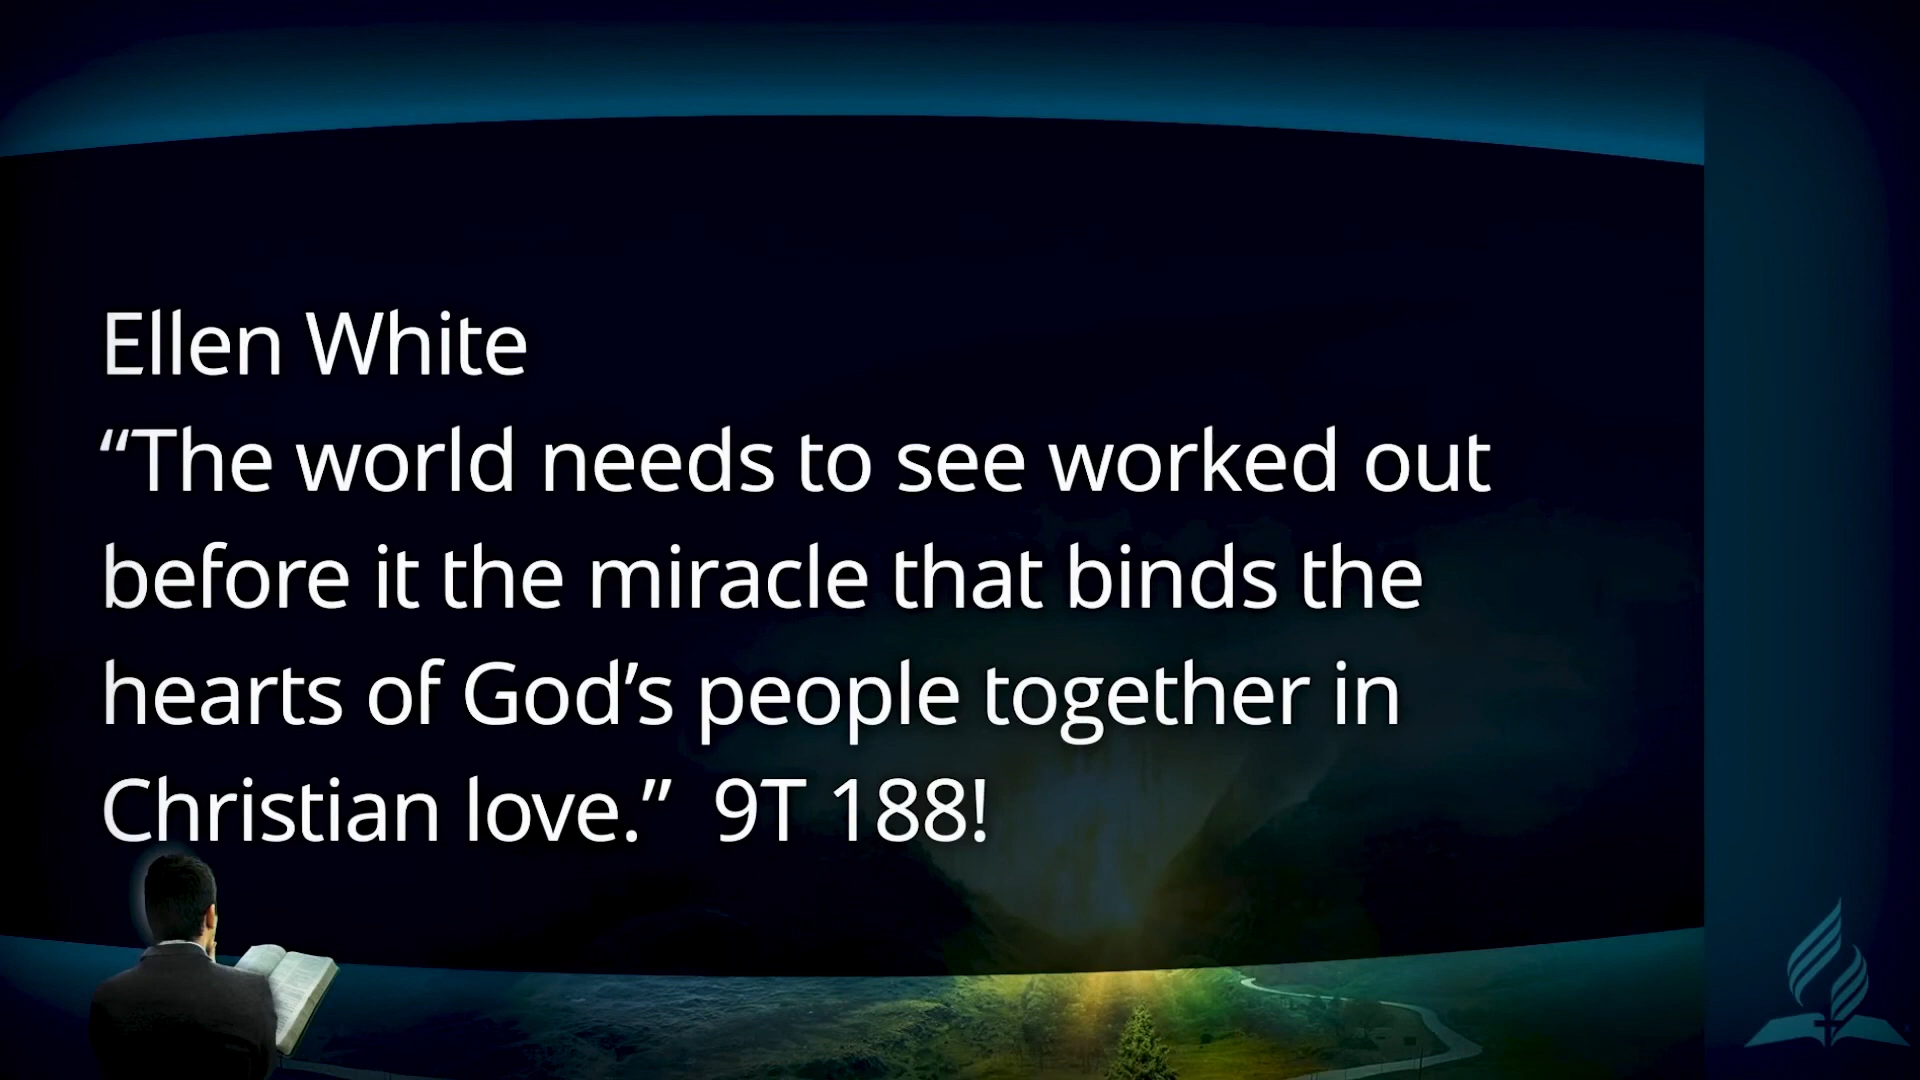 Ellen White
“The world needs to see worked out
before it the miracle that binds the
hearts of God’s people together in
Christian love.”  9T 188!